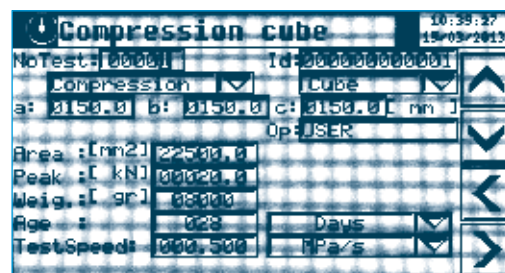 Compression cube 10:39:27
15/03/2013
NoTest: 00001 Id: 000000000001
Compression Cube
a: 0150.0 b: 0150.0 c: 0150.0 [ mm ]
Op: USER
Area :[mm2] 22500.0
Peak :[ kN] 00020.0
Weig.:[ gr] 08000
Age : 028 Days
TestSpeed: 000.500 MPa/s